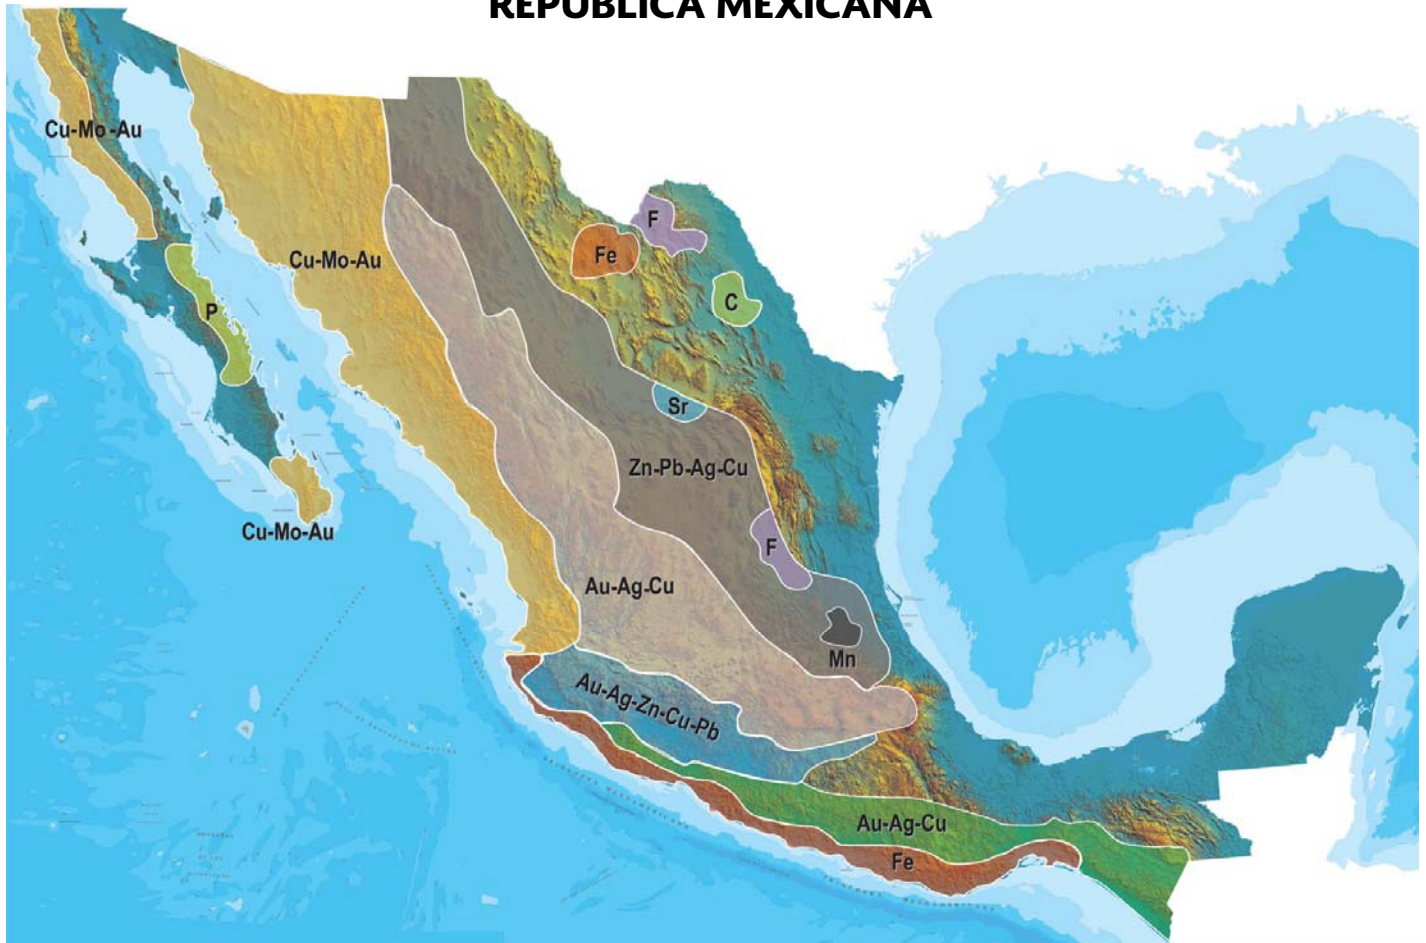 REPÚBLICA MEXICANA
Cu-Mo-Au
F
Fe
Cu-Mo-Au
C
P
Sr
Zn-Pb-Ag-Cu
Cu-Mo-Au
F
Au-Ag-Cu
Mn
Au-Ag-Zn-Cu-Pb
Au-Ag-Cu
Fe